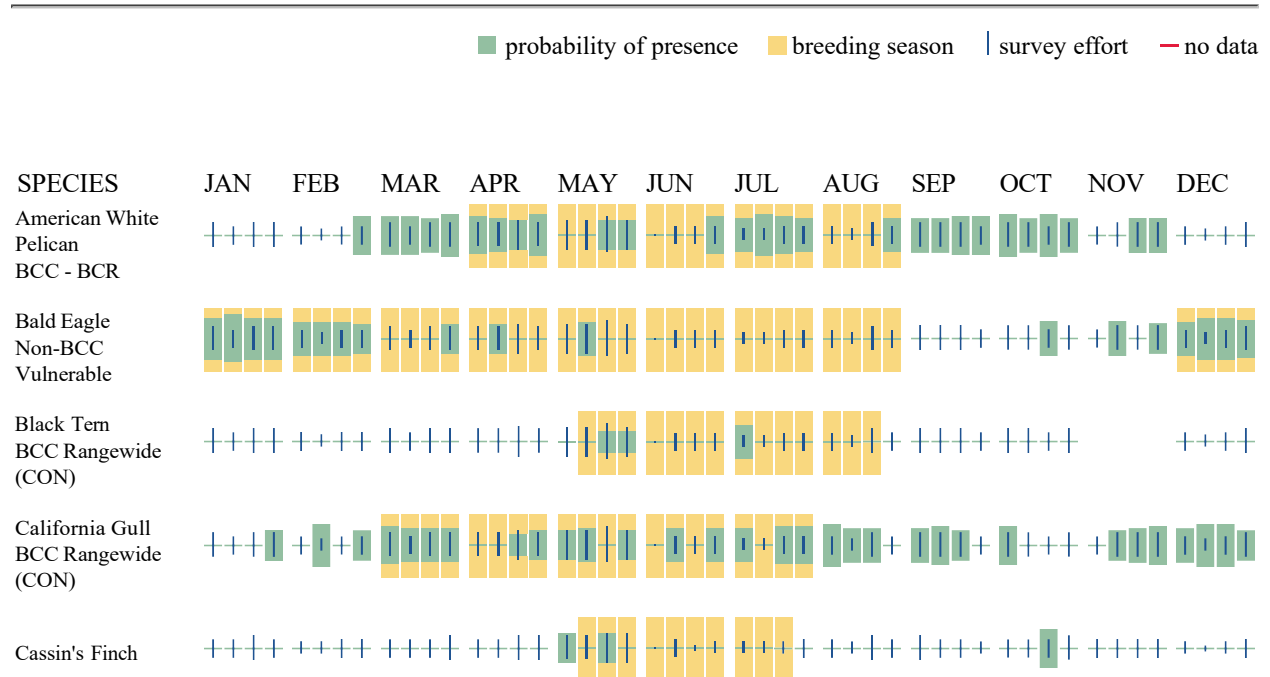 probability of presence breeding season survey effort no data
SPECIES JAN FEB MAR APR MAY JUN JUL AUG SEP OCT NOV DEC
American White
Pelican
BCC - BCR
Bald Eagle
Non-BCC
Vulnerable
Black Tern
BCC Rangewide
(CON)
California Gull
BCC Rangewide
(CON)
Cassin's Finch